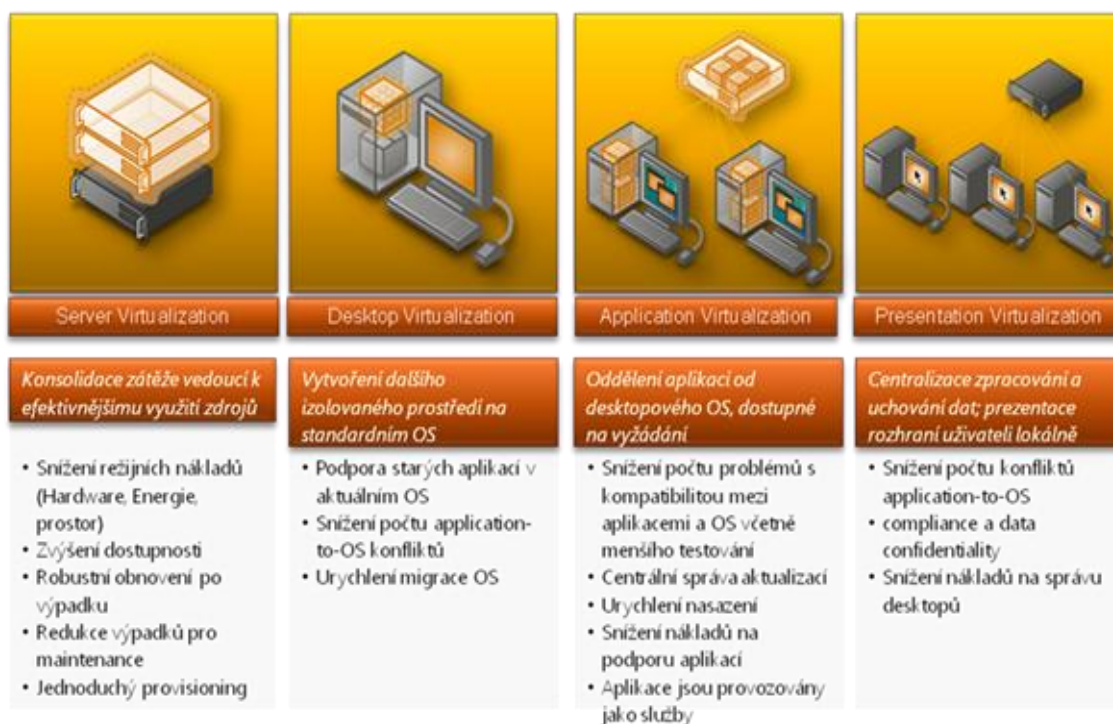 Server Virtualization
Desktop Virtualization
Application Virtualization
Presentation Virtualization
Konsolidace zátěže vedoucí k
efektivnějšímu využití zdrojů
• Snížení režijních nákladů
(Hardware, Energie,
prostor)
• Zvýšení dostupnosti
• Robustní obnovení po
výpadku
• Redukce výpadků pro
maintenance
• Jednoduchý provisioning
Vytvoření dalšího
izolovaného prostředí na
standardním OS
• Podpora starých aplikací v
aktuálním OS
• Snížení počtu application-
to-OS konfliktů
• Urychlení migrace OS
Oddělení aplikací od
desktopového OS, dostupné
na vyžádání
• Snížení počtu problémů s
kompatibilitou mezi
aplikacemi a OS včetně
menšího testování
• Centrální správa aktualizací
• Urychlení nasazení
• Snížení nákladů na
podporu aplikací
• Aplikace jsou provozovány
jako služby
Centralizace zpracování a
uchování dat; prezentace
rozhraní uživateli lokálně
• Snížení počtu konfliktů
application-to-OS
• compliance a data
confidentiality
• Snížení nákladů na správu
desktopů